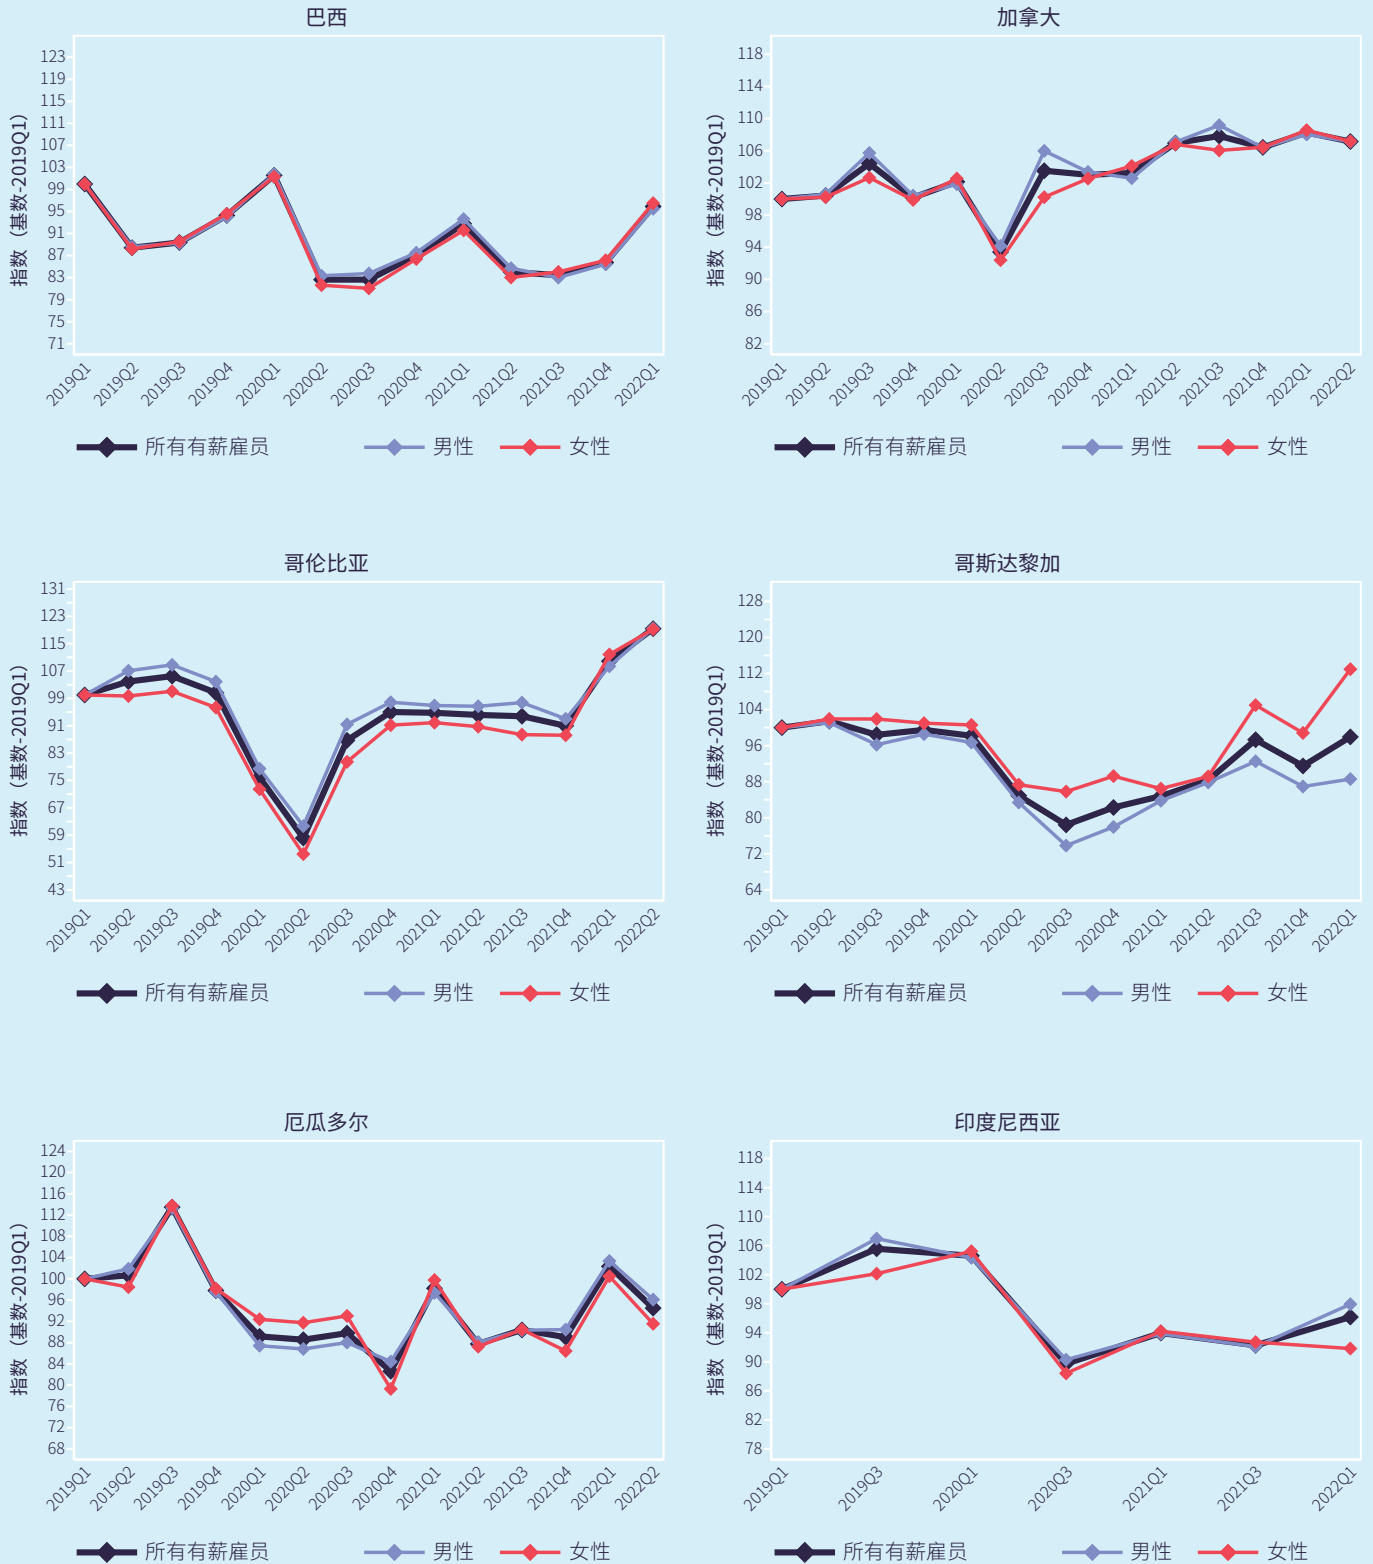 巴西
123
119
115
111
107
103
99
95
91
87
83
79
75
71
指数（基数-2019Q1）
2019Q1
2019Q2
2019Q3
2019Q4
2020Q1
2020Q2
2020Q3
2020Q4
2021Q1
2021Q2
2021Q3
2021Q4
2022Q1
所有有薪雇员 男性 女性
加拿大
118
114
110
106
102
98
94
90
86
82
指数（基数-2019Q1）
2019Q1
2019Q2
2019Q3
2019Q4
2020Q1
2020Q2
2020Q3
2020Q4
2021Q1
2021Q2
2021Q3
2021Q4
2022Q1
2022Q2
所有有薪雇员 男性 女性
哥伦比亚
131
123
115
107
99
91
83
75
67
59
51
43
指数（基数-2019Q1）
2019Q1
2019Q2
2019Q3
2019Q4
2020Q1
2020Q2
2020Q3
2020Q4
2021Q1
2021Q2
2021Q3
2021Q4
2022Q1
2022Q2
所有有薪雇员 男性 女性
哥斯达黎加
128
120
112
104
96
88
80
72
64
指数（基数-2019Q1）
2019Q1
2019Q2
2019Q3
2019Q4
2020Q1
2020Q2
2020Q3
2020Q4
2021Q1
2021Q2
2021Q3
2021Q4
2022Q1
所有有薪雇员 男性 女性
厄瓜多尔
124
120
116
112
108
104
100
96
92
88
84
80
76
72
68
指数（基数-2019Q1）
2019Q1
2019Q2
2019Q3
2019Q4
2020Q1
2020Q2
2020Q3
2020Q4
2021Q1
2021Q2
2021Q3
2021Q4
2022Q1
2022Q2
所有有薪雇员 男性 女性
印度尼西亚
118
114
110
106
102
98
94
90
86
82
78
指数（基数-2019Q1）
2019Q1
2019Q3
2020Q1
2020Q3
2021Q1
2021Q3
2022Q1
所有有薪雇员 男性 女性